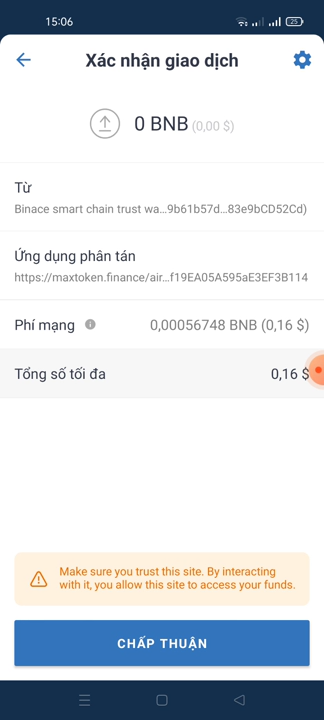 15:06
25
Xác nhận giao dịch
0 BNB (0,00 $)
Từ
Binace smart chain trust wa...9b61b57d...83e9bCD52Cd)
Ứng dụng phân tán
https://maxtoken.finance/air...f19EA05A595aE3EF3B114
Phí mạng 0,00056748 BNB (0,16 $)
Tổng số tối đa 0,16 $
Make sure you trust this site. By interacting
with it, you allow this site to access your funds.
CHẤP THUẬN